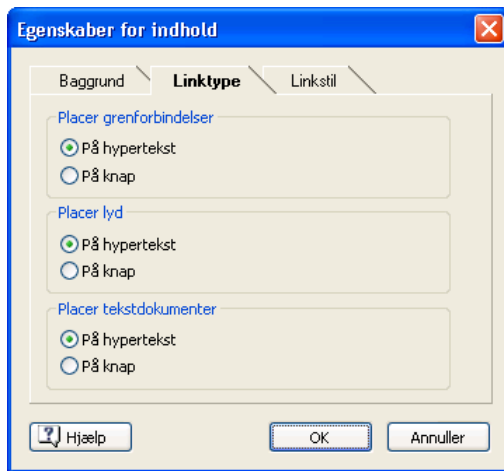 Egenskaber for indhold
Baggrund Linktype Linkstil
Placer grenforbindelser
På hypertekst
På knap
Placer lyd
På hypertekst
På knap
Placer tekstdokumenter
På hypertekst
På knap
Hjælp OK Annuller